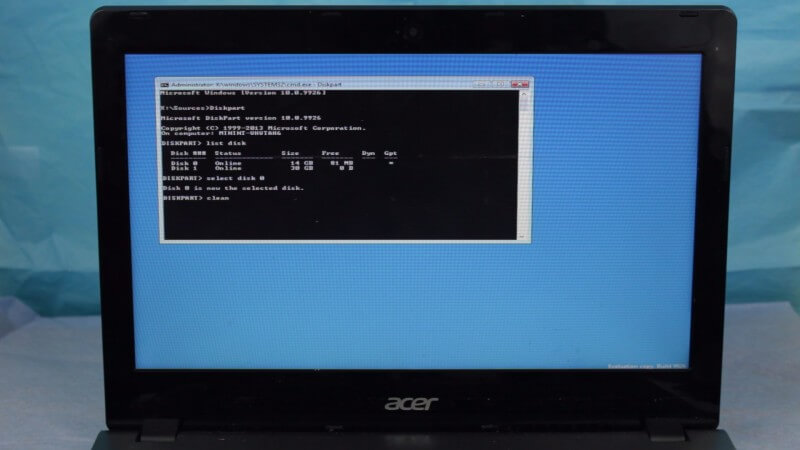 Administrator: X:\windows\SYSTEM32\cmd.exe - Diskpart
Microsoft Windows [Version 10.0.9926]
X:\Sources>Diskpart
Microsoft DiskPart version 10.0.9926
Copyright (C) 1999-2013 Microsoft Corporation.
On computer: MININT-UHUTAHG
DISKPART> list disk
Disk ### Status Size Free Dyn Gpt
Disk 0 Online 14 GB 81 MB *
Disk 1 Online 30 GB 0 B
DISKPART> select disk 0
Disk 0 is now the selected disk.
DISKPART> clean
Evaluation copy. Build
acer